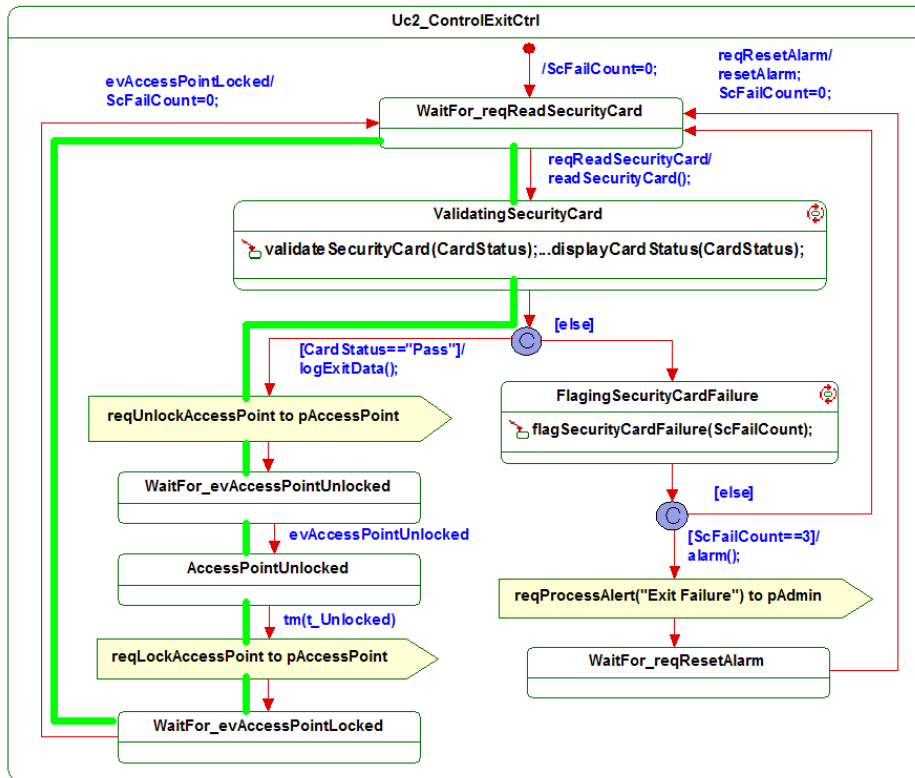 Uc2_ControlExitCtrl
evAccessPointLocked/
ScFailCount=0;
/ScFailCount=0;
reqResetAlarm/
resetAlarm;
ScFailCount=0;
WaitFor_reqReadSecurityCard
reqReadSecurityCard/
readSecurityCard();
ValidatingSecurityCard
validateSecurityCard(CardStatus);...displayCardStatus(CardStatus);
C
[else]
[CardStatus=="Pass"]/
logExitData();
reqUnlockAccessPoint to pAccessPoint
FlagingSecurityCardFailure
flagSecurityCardFailure(ScFailCount);
WaitFor_evAccessPointUnlocked
[else]
C
evAccessPointUnlocked
[ScFailCount==3]/
alarm();
AccessPointUnlocked
reqProcessAlert("Exit Failure") to pAdmin
tm(t_Unlocked)
reqLockAccessPoint to pAccessPoint
WaitFor_reqResetAlarm
WaitFor_evAccessPointLocked